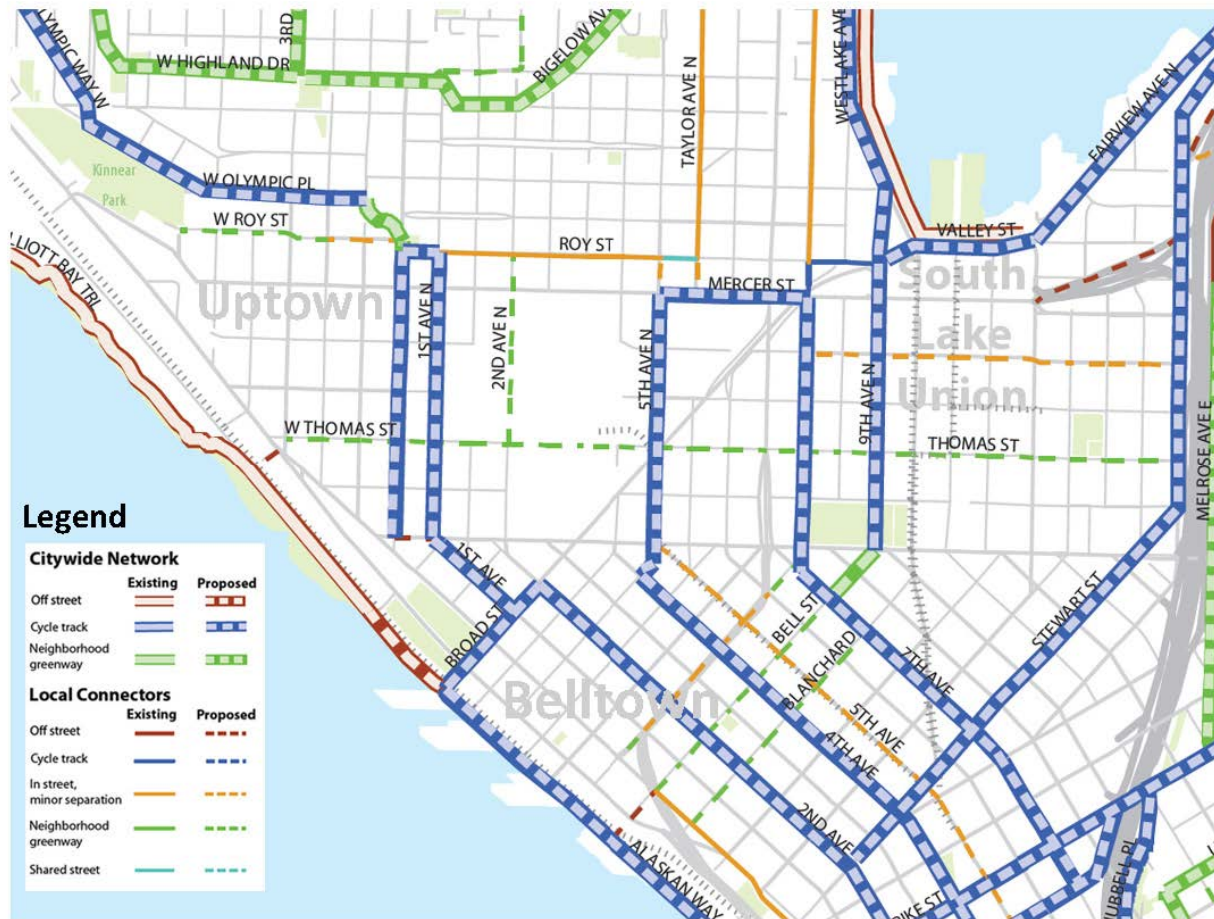 LYMPIC WAY W
3RD
W HIGHLAND DR
BIGELOW AV
TAYLOR AVE N
WESTLAKE AVE
FAIRVIEW AVE N
Kinnear
Park
W OLYMPIC PL
W ROY ST
ROY ST
VALLEY ST
LLIOTT BAY TRL
Uptown
1ST AVE N
2ND AVE N
5TH AVE N
MERCER ST
9TH AVE N
South
Lake
Union
W THOMAS ST
THOMAS ST
MELROSE AVE E
1ST AVE
BROAD ST
BELL ST
BLANCHARD
7TH AVE
STEWART ST
Belltown
5TH AVE
4TH AVE
2ND AVE
ALASKAN WAY
PIKE ST
UBBELL PL
Legend
Citywide Network
Existing Proposed
Off street
Cycle track
Neighborhood
greenway
Local Connectors
Existing Proposed
Off street
Cycle track
In street,
minor separation
Neighborhood
greenway
Shared street